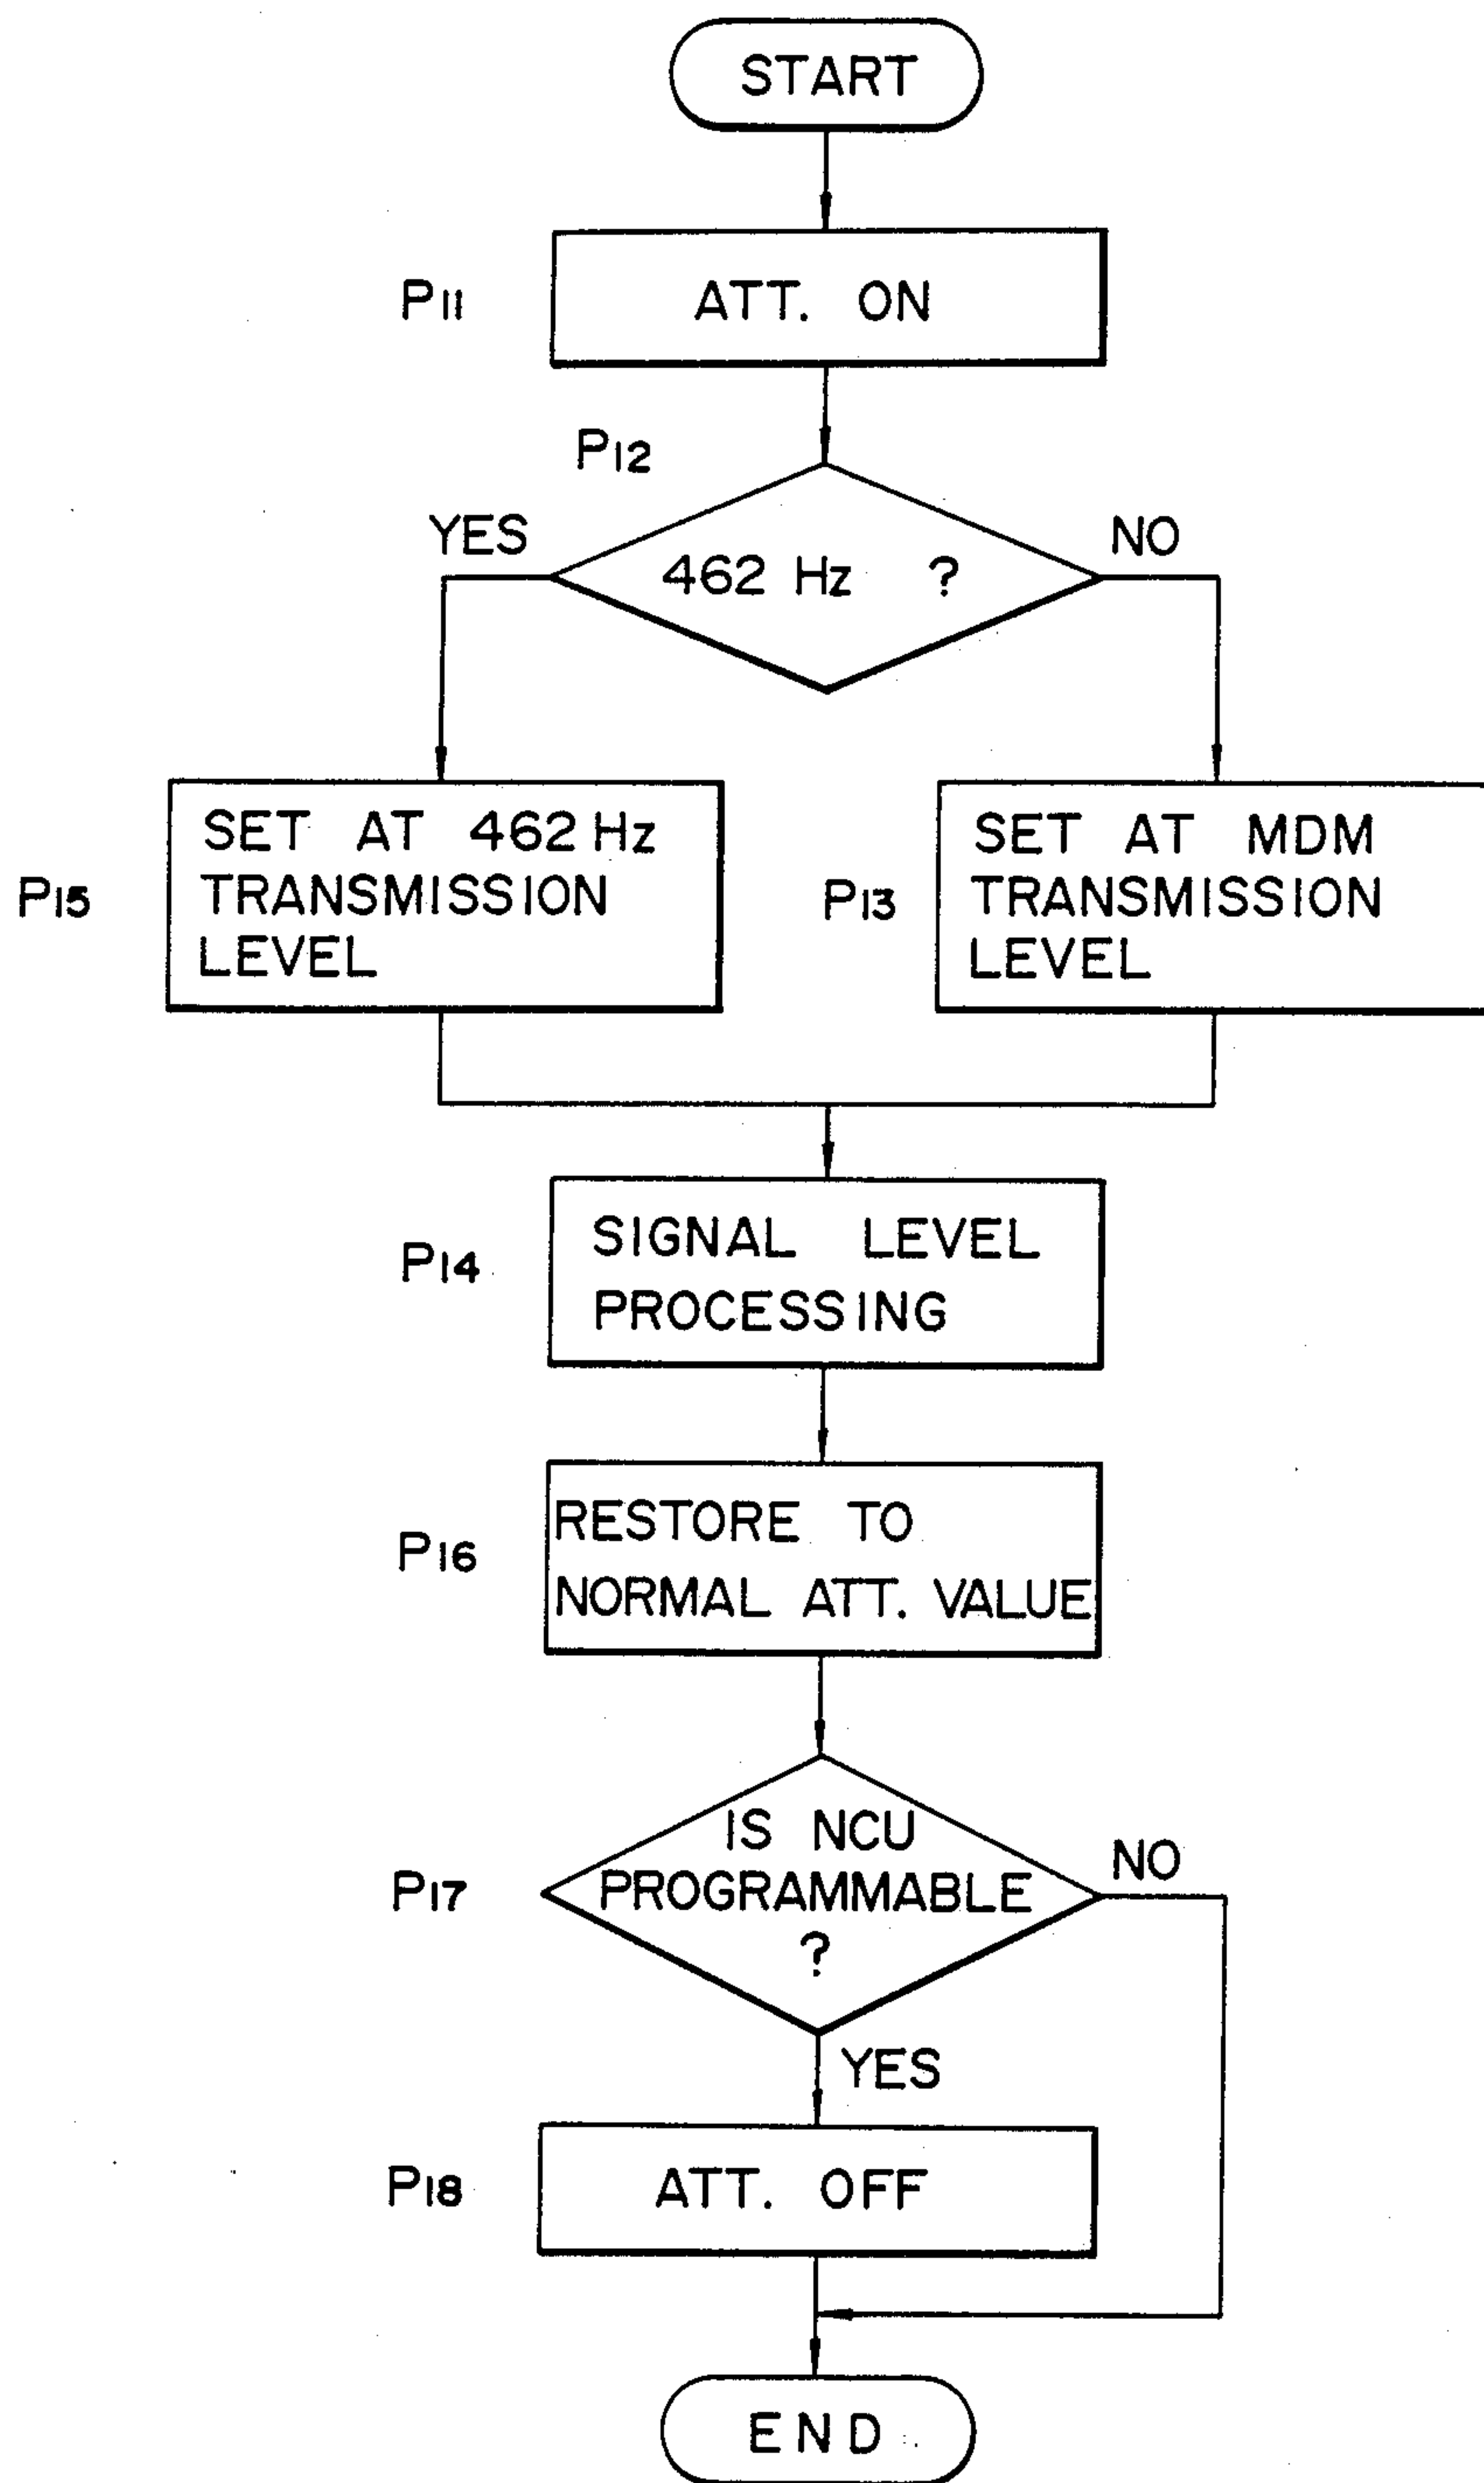 START
P11
ATT. ON
P12
YES
NO
462 Hz ?
P15
SET AT 462 Hz
TRANSMISSION
LEVEL
P13
SET AT MDM
TRANSMISSION
LEVEL
P14
SIGNAL LEVEL
PROCESSING
P16
RESTORE TO
NORMAL ATT. VALUE
P17
IS NCU
PROGRAMMABLE
?
NO
YES
P18
ATT. OFF
END